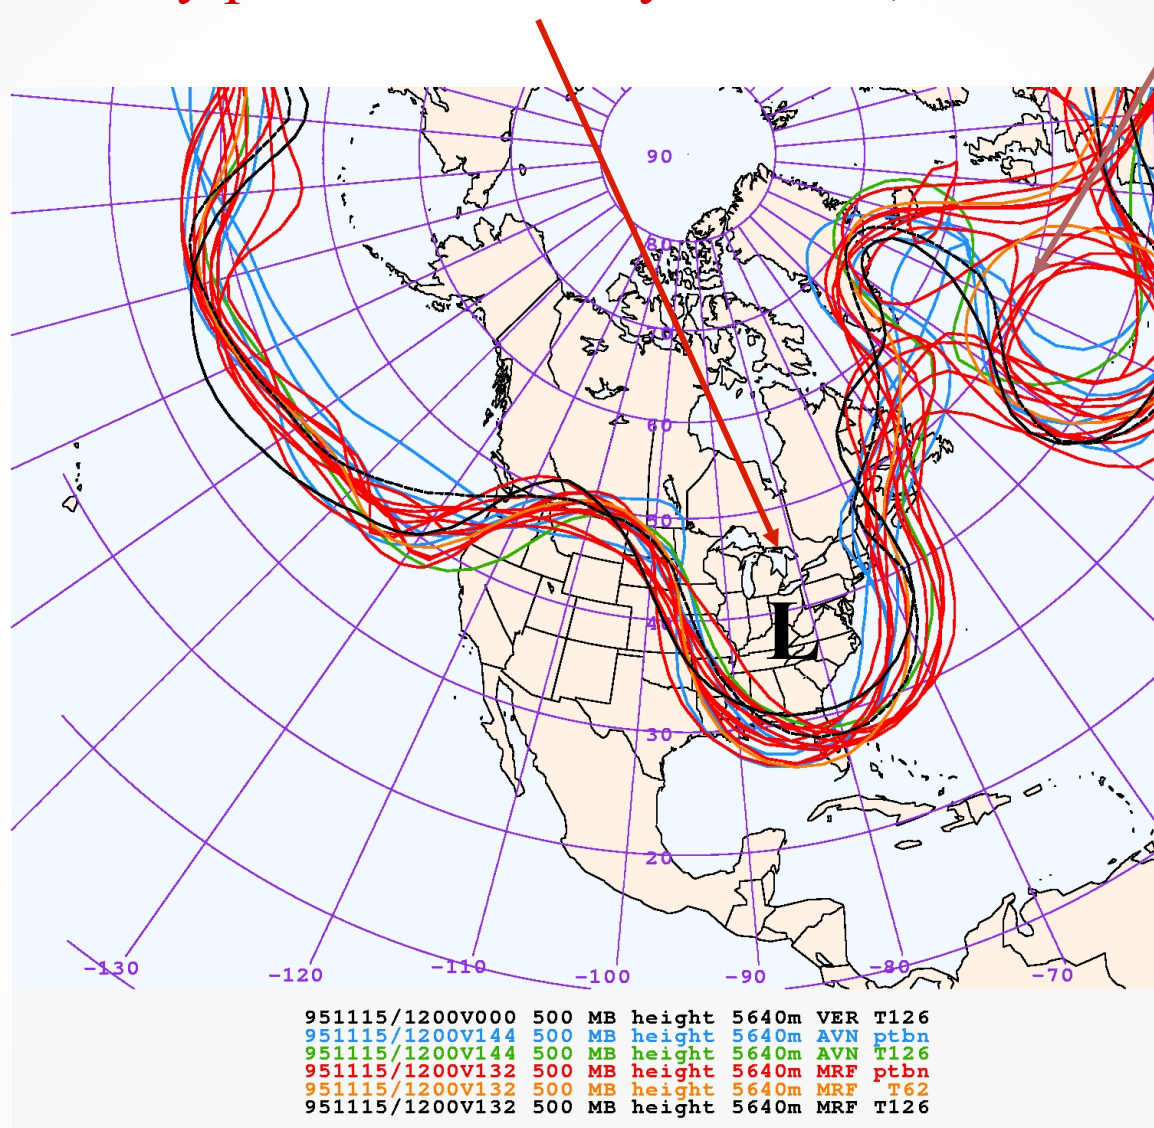 90
80
60
50
L
40
30
20
-130
-120
-110
-100
-90
-80
-70
951115/1200V000 500 MB height 5640m VER T126
951115/1200V144 500 MB height 5640m AVN ptbn
951115/1200V144 500 MB height 5640m AVN T126
951115/1200V132 500 MB height 5640m MRF ptbn
951115/1200V132 500 MB height 5640m MRF T62
951115/1200V132 500 MB height 5640m MRF T126